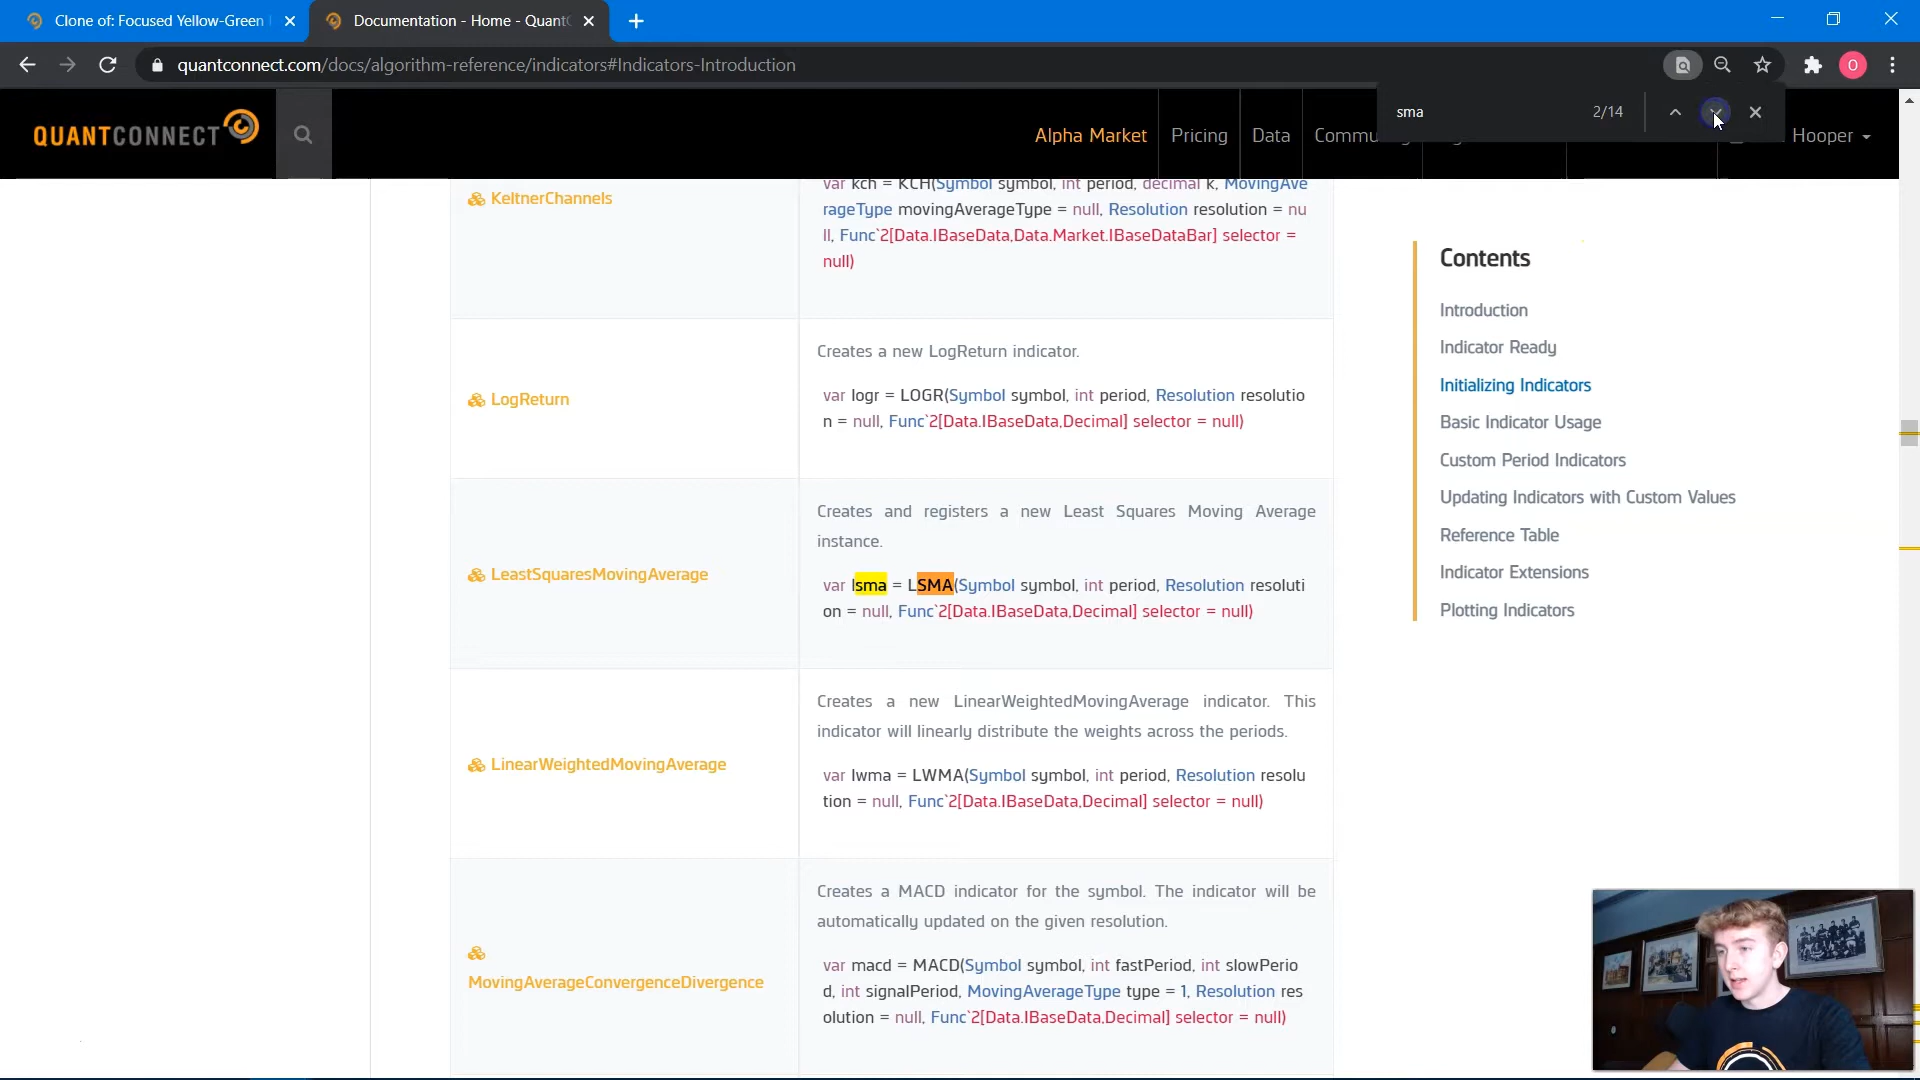 Clone of: Focused Yellow-Green
Documentation - Home - QuantC
quantconnect.com/docs/algorithm-reference/indicators#Indicators-Introduction
O
sma 2/14
QUANTCONNECT
Alpha Market Pricing Data Commu Hooper
KeltnerChannels
var kch = KCH(Symbol symbol, int period, decimal k, MovingAve
rageType movingAverageType = null, Resolution resolution = nu
ll, Func`2[Data.IBaseData,Data.Market.IBaseDataBar] selector =
null)
LogReturn
Creates a new LogReturn indicator.
var logr = LOGR(Symbol symbol, int period, Resolution resolutio
n = null, Func`2[Data.IBaseData,Decimal] selector = null)
LeastSquaresMovingAverage
Creates and registers a new Least Squares Moving Average
instance.
var lsma = LSMA(Symbol symbol, int period, Resolution resoluti
on = null, Func`2[Data.IBaseData,Decimal] selector = null)
LinearWeightedMovingAverage
Creates a new LinearWeightedMovingAverage indicator. This
indicator will linearly distribute the weights across the periods.
var lwma = LWMA(Symbol symbol, int period, Resolution resolu
tion = null, Func`2[Data.IBaseData,Decimal] selector = null)
MovingAverageConvergenceDivergence
Creates a MACD indicator for the symbol. The indicator will be
automatically updated on the given resolution.
var macd = MACD(Symbol symbol, int fastPeriod, int slowPerio
d, int signalPeriod, MovingAverageType type = 1, Resolution res
olution = null, Func`2[Data.IBaseData,Decimal] selector = null)
Contents
Introduction
Indicator Ready
Initializing Indicators
Basic Indicator Usage
Custom Period Indicators
Updating Indicators with Custom Values
Reference Table
Indicator Extensions
Plotting Indicators